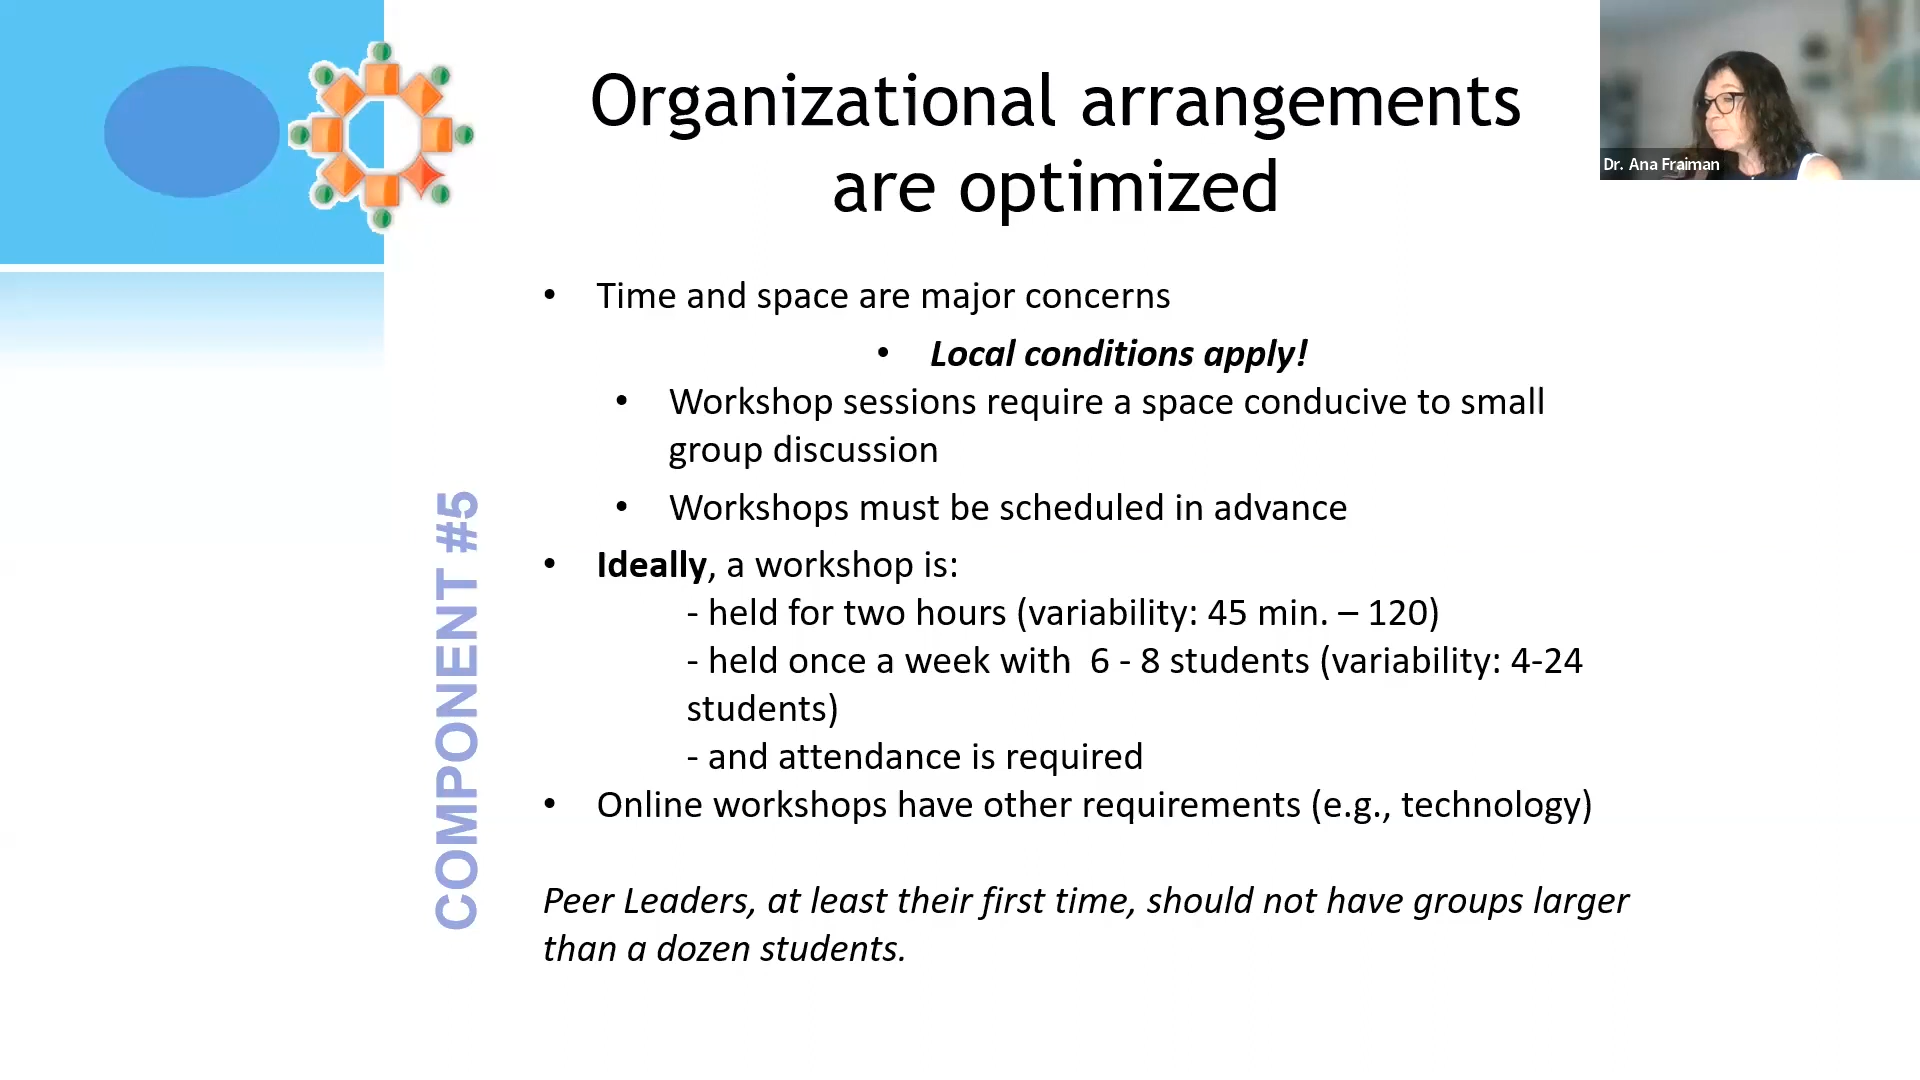 Organizational arrangements
are optimized
Dr. Ana Fraiman
• Time and space are major concerns
• Local conditions apply!
• Workshop sessions require a space conducive to small
group discussion
• Workshops must be scheduled in advance
• Ideally, a workshop is:
- held for two hours (variability: 45 min. – 120)
- held once a week with  6 - 8 students (variability: 4-24
students)
- and attendance is required
• Online workshops have other requirements (e.g., technology)
Peer Leaders, at least their first time, should not have groups larger
than a dozen students.
COMPONENT #5